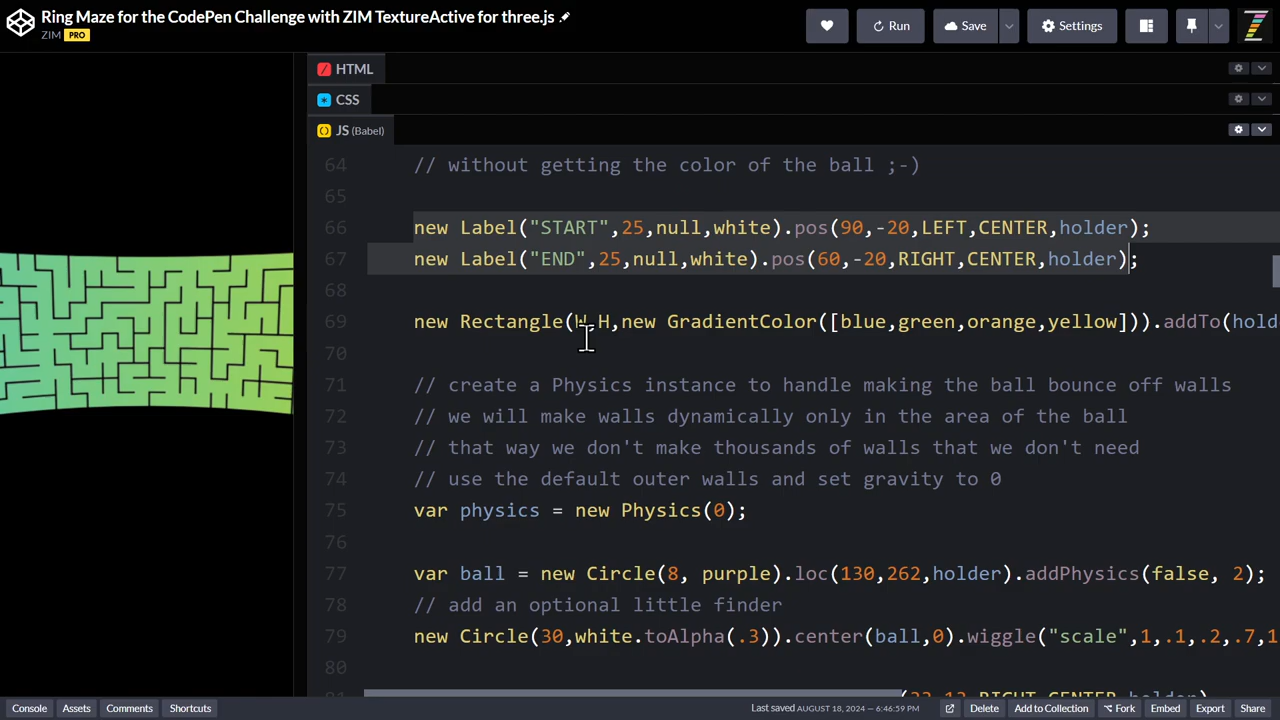 Ring Maze for the CodePen Challenge with ZIM TextureActive for three.js
ZIM PRO
Run
Save
Settings
HTML
CSS
JS (Babel)
64 // without getting the color of the ball ;-)
65
66 new Label("START",25,null,white).pos(90,-20,LEFT,CENTER,holder);
67 new Label("END",25,null,white).pos(60,-20,RIGHT,CENTER,holder);
68
69 new Rectangle(W,H,new GradientColor([blue,green,orange,yellow])).addTo(hold
70
71 // create a Physics instance to handle making the ball bounce off walls
72 // we will make walls dynamically only in the area of the ball
73 // that way we don't make thousands of walls that we don't need
74 // use the default outer walls and set gravity to 0
75 var physics = new Physics(0);
76
77 var ball = new Circle(8, purple).loc(130,262,holder).addPhysics(false, 2);
78 // add an optional little finder
79 new Circle(30,white.toAlpha(.3)).center(ball,0).wiggle("scale",1,.1,.2,.7,1
80
Console Assets Comments Shortcuts Last saved AUGUST 18, 2024 — 6:46:59 PM Delete Add to Collection Fork Embed Export Share